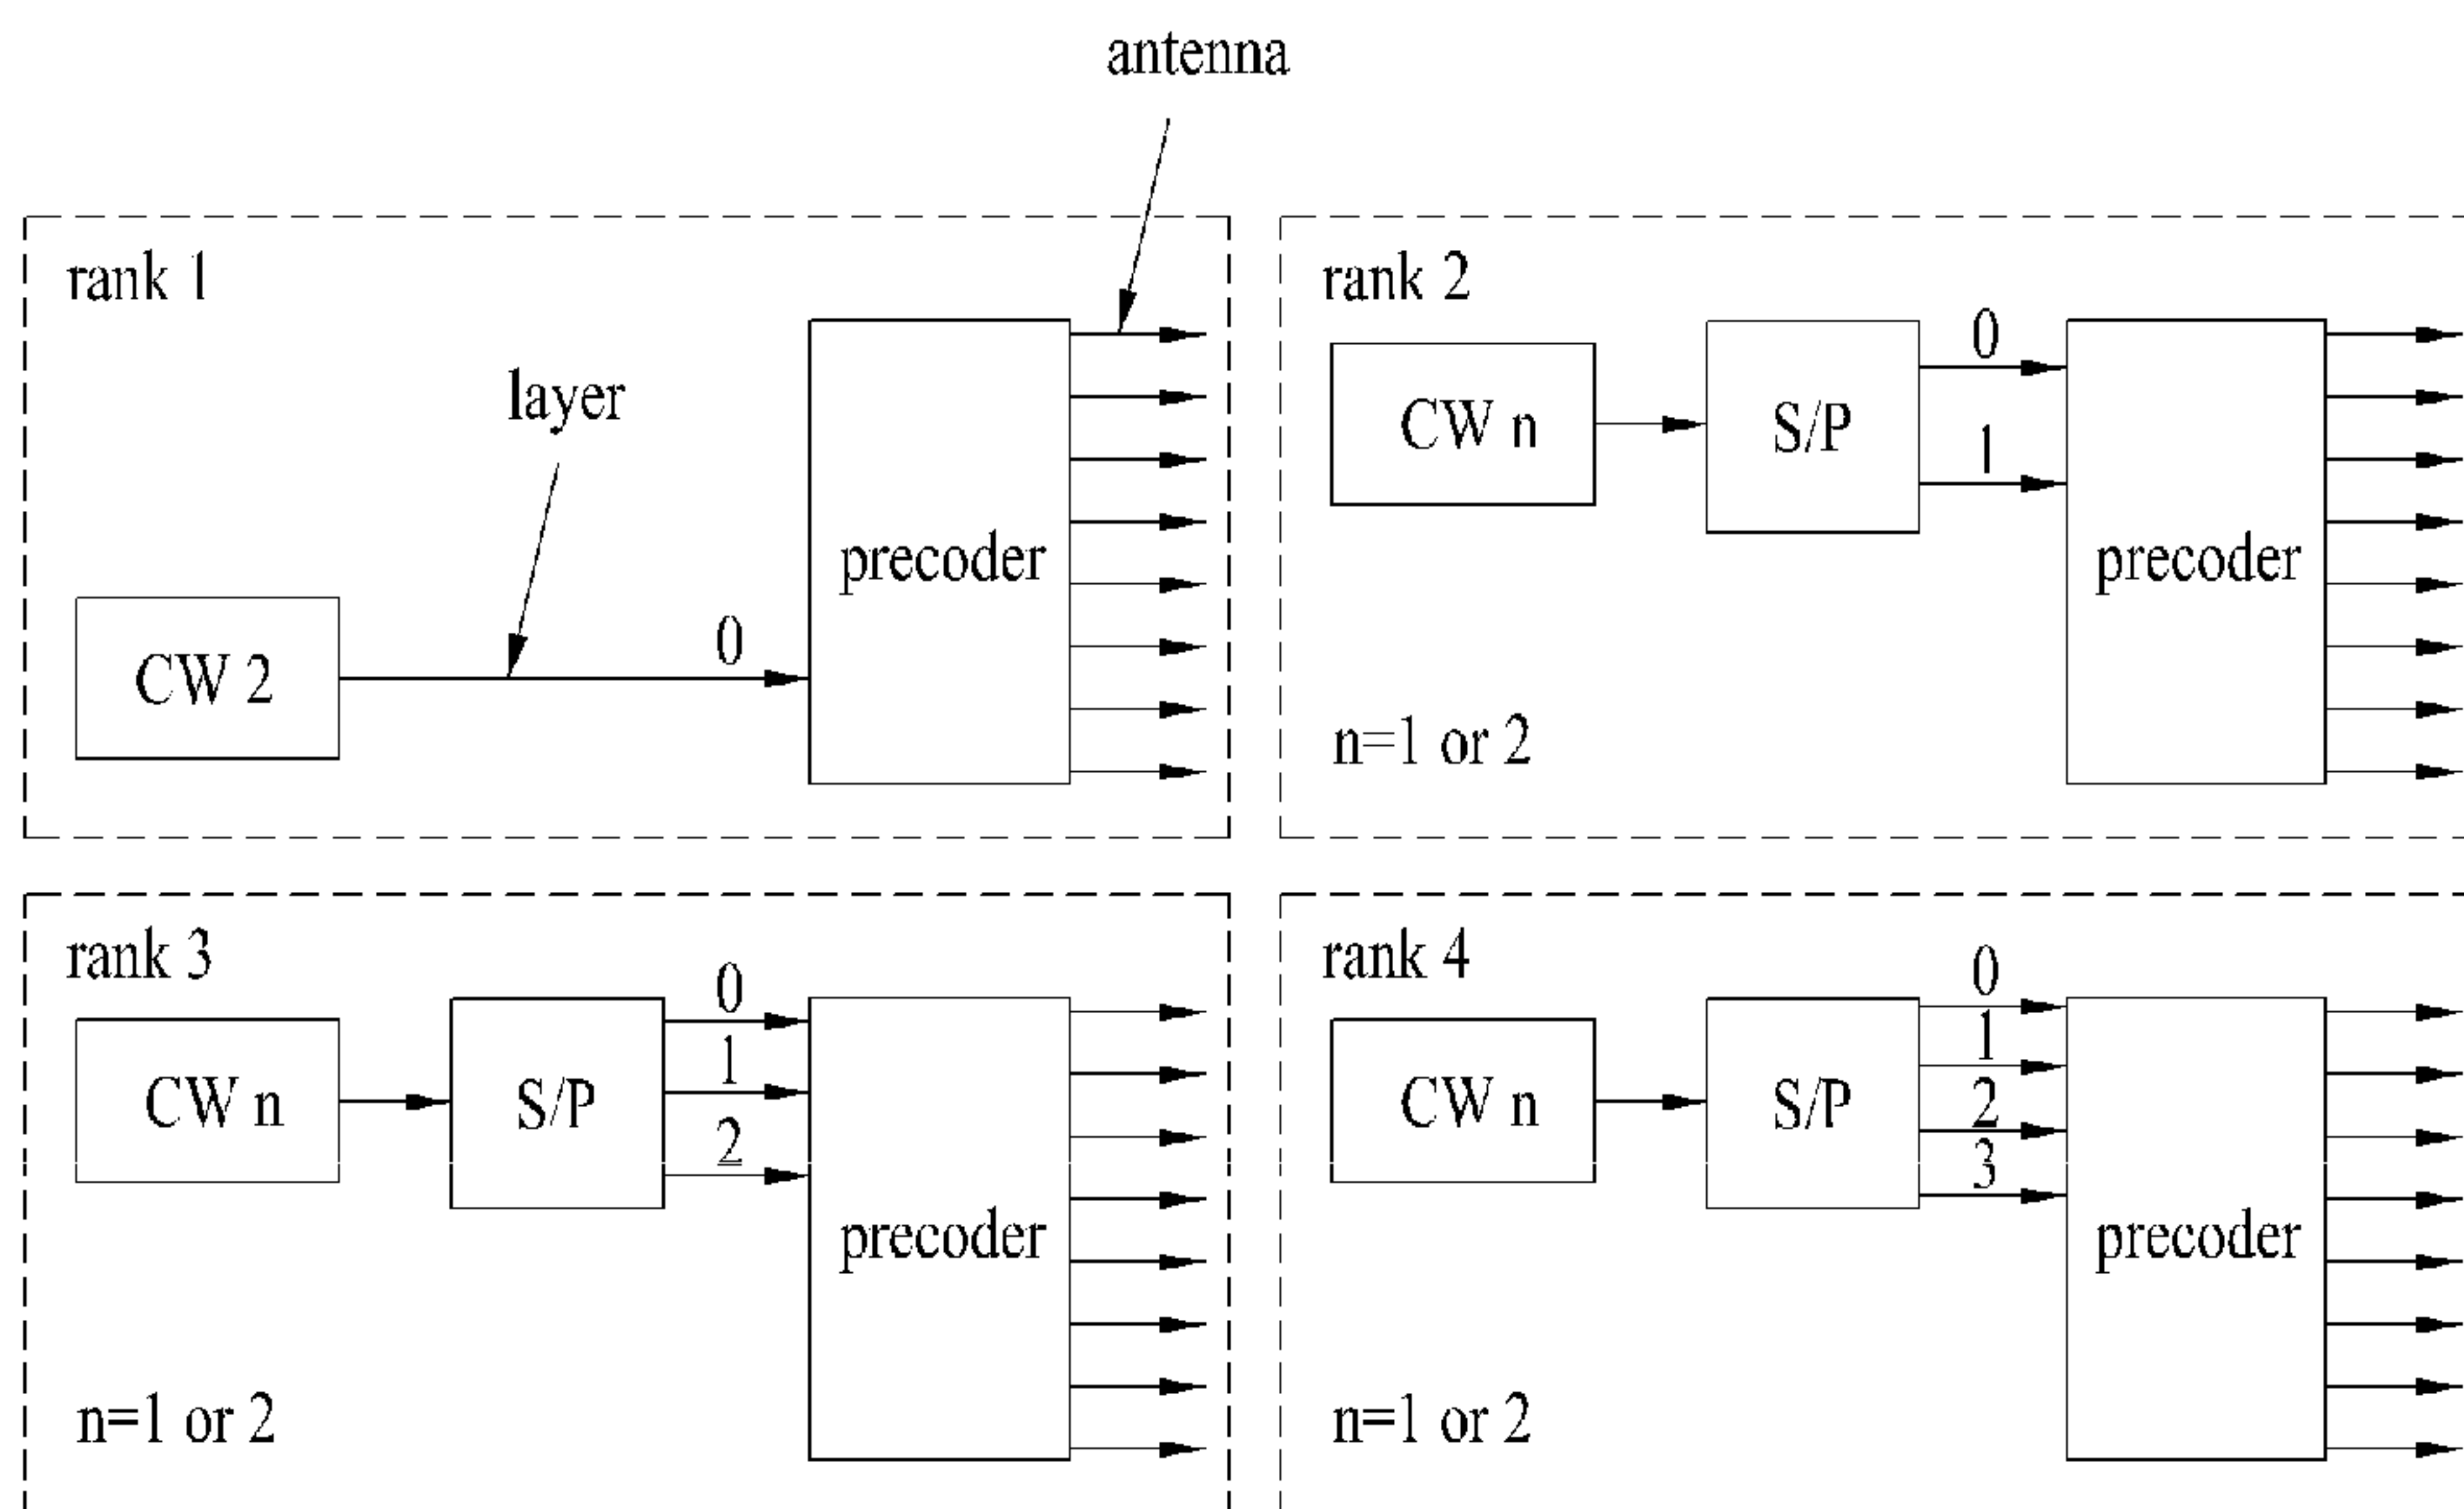 antenna
rank 1
layer
0
CW 2
precoder
rank 2
CW n
S/P
0
1
precoder
n=1 or 2
rank 3
CW n
S/P
0
1
2
precoder
n=1 or 2
rank 4
CW n
S/P
0
1
2
3
precoder
n=1 or 2